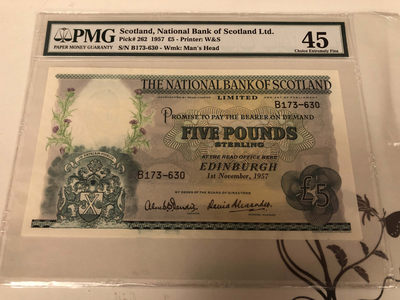 PMG
PAPER MONEY GUARANTY
Scotland, National Bank of Scotland Ltd.
Pick# 262 1957 £5 - Printer: W&S
S/N B173-630 - Wmk: Man's Head
45
Choice Extremely Fine
THE NATIONAL BANK OF SCOTLAND
LIMITED
B173-630
PROMISE TO PAY THE BEARER ON DEMAND
FIVE POUNDS
STERLING
AT THE HEAD OFFICE HERE
EDINBURGH
B173-630
1st November, 1957
BY ORDER OF THE BOARD OF DIRECTORS
£5